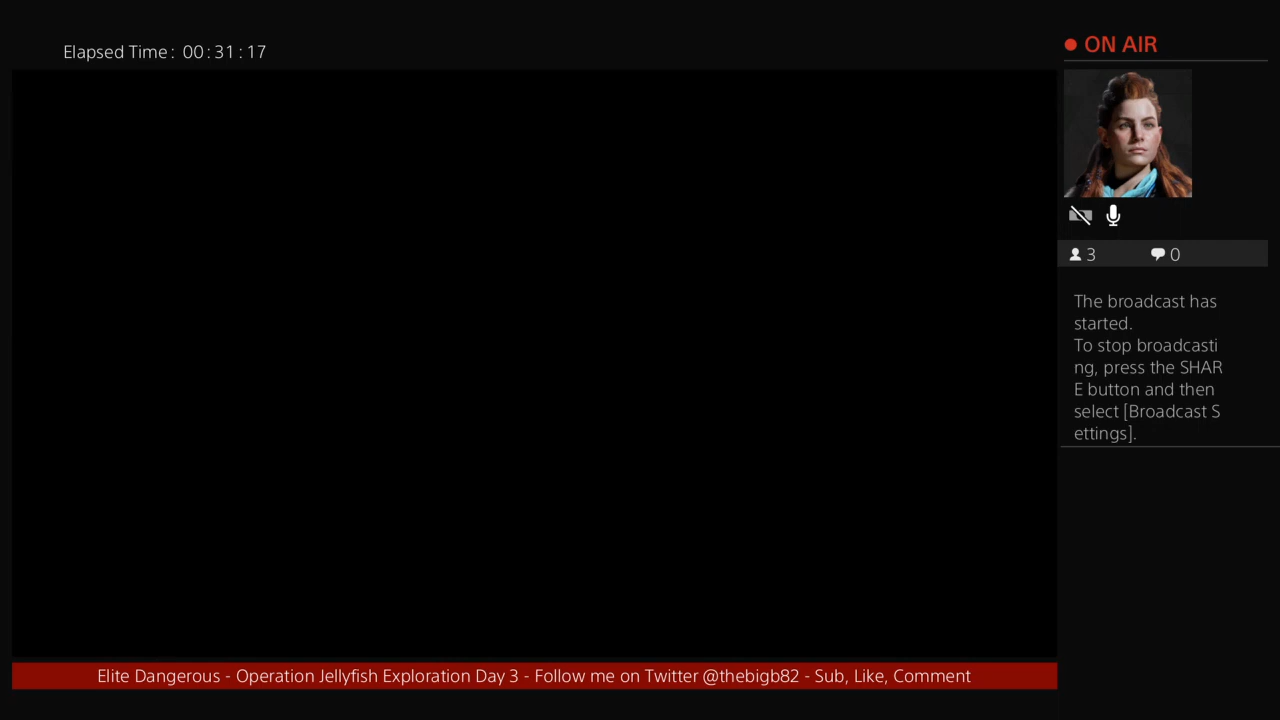 Elapsed Time: 00:31:17
ON AIR
3 0
The broadcast has
started.
To stop broadcasti
ng, press the SHAR
E button and then
select [Broadcast S
ettings].
Elite Dangerous - Operation Jellyfish Exploration Day 3 - Follow me on Twitter @thebigb82 - Sub, Like, Comment